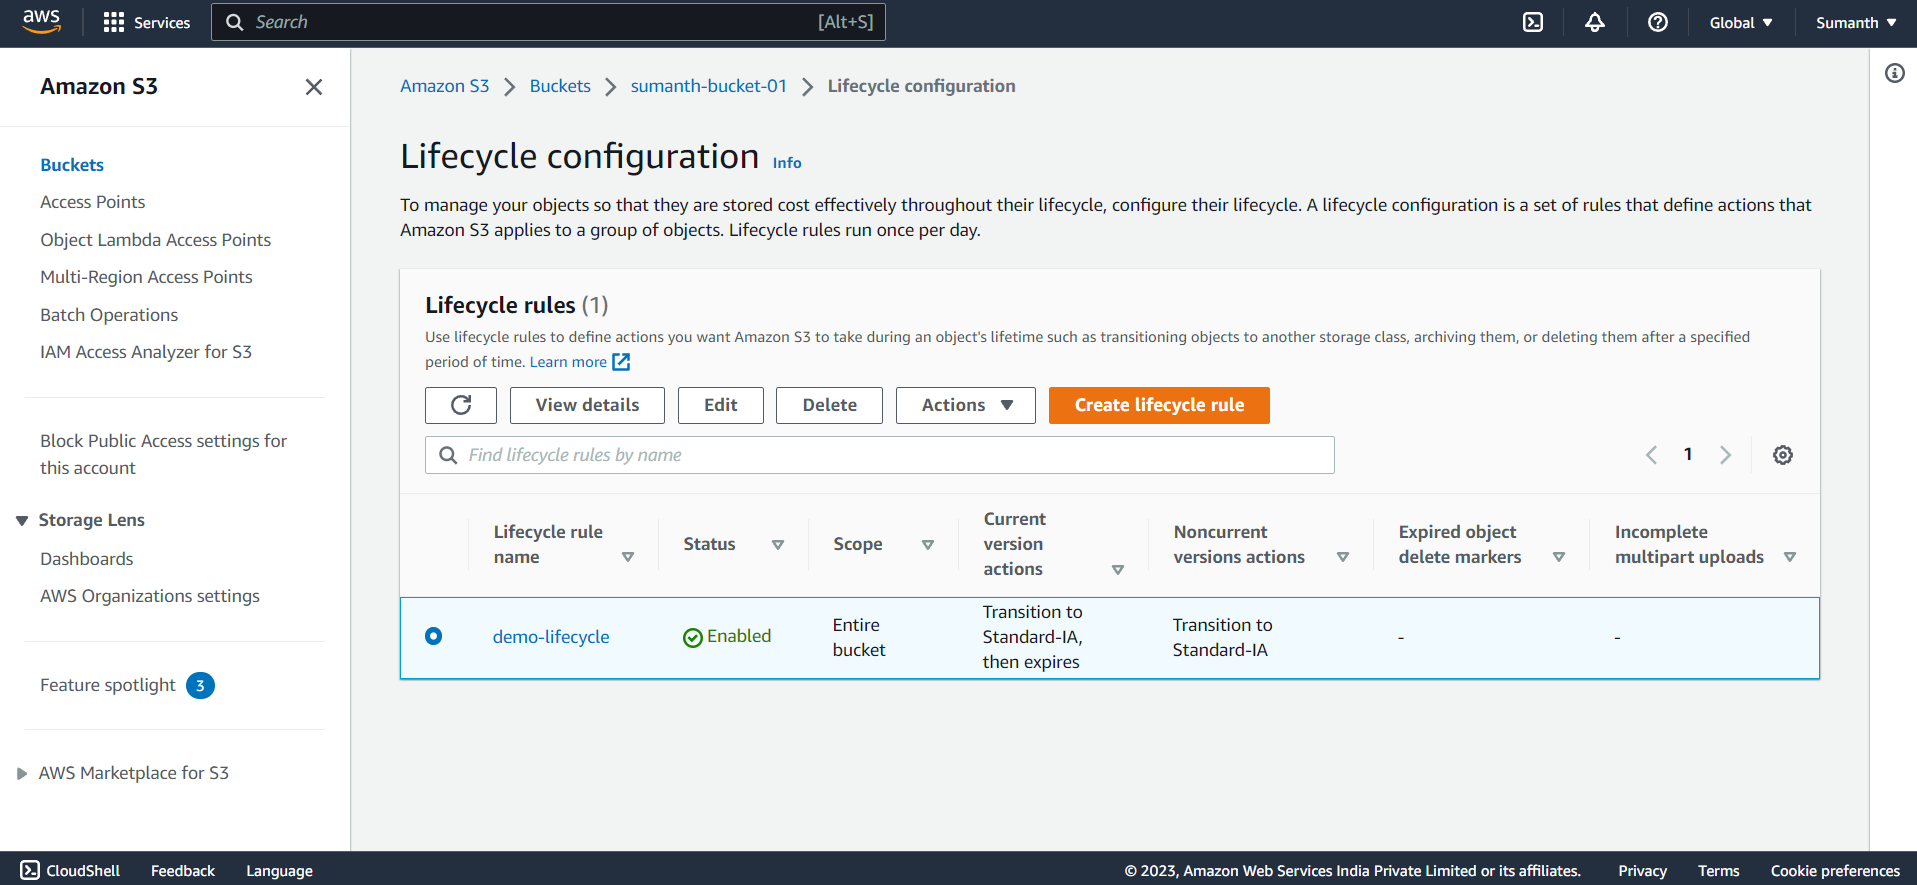 aws
Services
Search
[Alt+S]
Global
Sumanth
Amazon S3
Buckets
Access Points
Object Lambda Access Points
Multi-Region Access Points
Batch Operations
IAM Access Analyzer for S3
Block Public Access settings for
this account
Storage Lens
Dashboards
AWS Organizations settings
Feature spotlight 3
AWS Marketplace for S3
Amazon S3 > Buckets > sumanth-bucket-01 > Lifecycle configuration
Lifecycle configuration Info
To manage your objects so that they are stored cost effectively throughout their lifecycle, configure their lifecycle. A lifecycle configuration is a set of rules that define actions that
Amazon S3 applies to a group of objects. Lifecycle rules run once per day.
Lifecycle rules (1)
Use lifecycle rules to define actions you want Amazon S3 to take during an object's lifetime such as transitioning objects to another storage class, archiving them, or deleting them after a specified
period of time. Learn more
View details
Edit
Delete
Actions
Create lifecycle rule
Find lifecycle rules by name
1
Lifecycle rule
name
Status
Scope
Current
version
actions
Noncurrent
versions actions
Expired object
delete markers
Incomplete
multipart uploads
demo-lifecycle
Enabled
Entire
bucket
Transition to
Standard-IA,
then expires
Transition to
Standard-IA
-
-
CloudShell
Feedback
Language
© 2023, Amazon Web Services India Private Limited or its affiliates.
Privacy
Terms
Cookie preferences